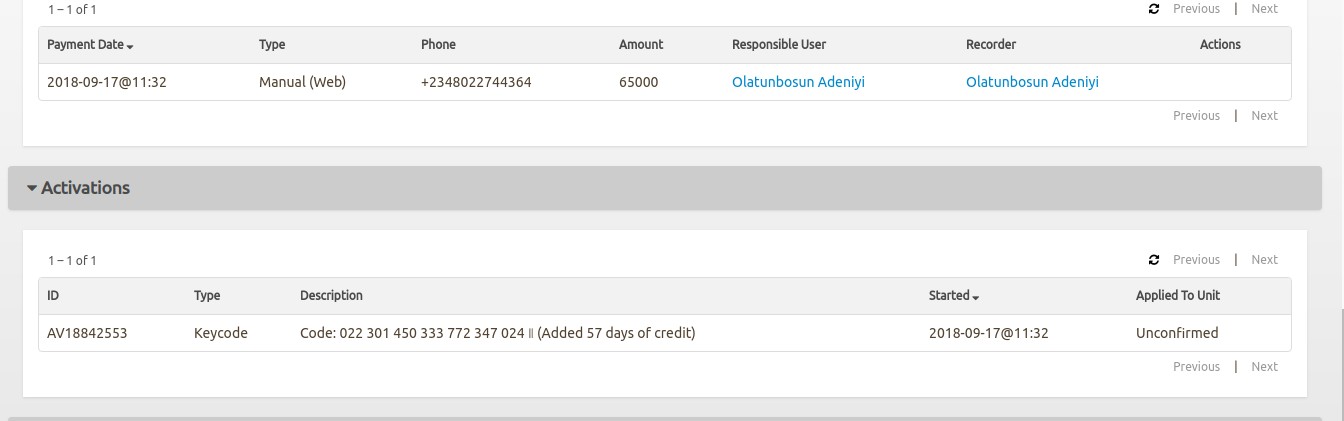 1 – 1 of 1 Previous | Next
Payment Date Type Phone Amount Responsible User Recorder Actions
2018-09-17@11:32 Manual (Web) +2348022744364 65000 Olatunbosun Adeniyi Olatunbosun Adeniyi
Previous | Next
Activations
1 – 1 of 1 Previous | Next
ID Type Description Started Applied To Unit
AV18842553 Keycode Code: 022 301 450 333 772 347 024 || (Added 57 days of credit) 2018-09-17@11:32 Unconfirmed
Previous | Next